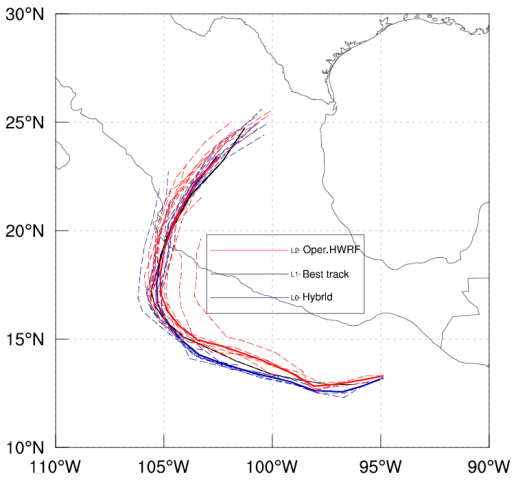 30°N
25°N
20°N
15°N
10°N
110°W 105°W 100°W 95°W 90°W
L2- Oper.HWRF
L1- Best track
L0- Hybrid